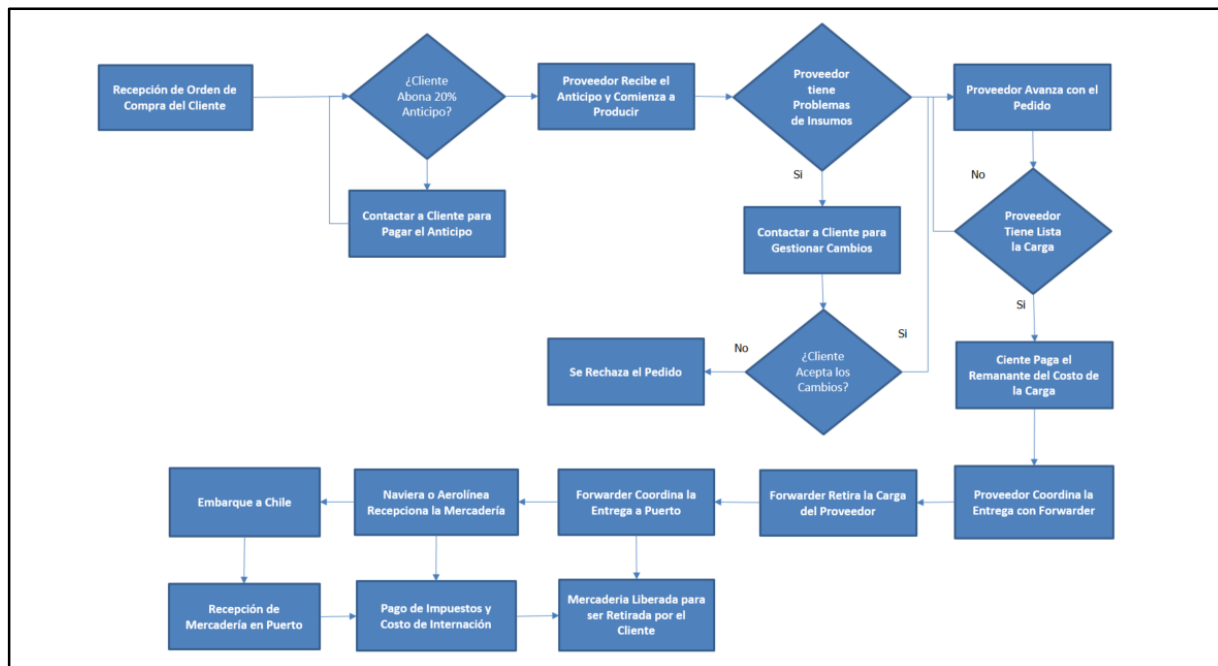 Recepción de Orden de
Compra del Cliente
¿Cliente
Abona 20%
Anticipo?
Proveedor Recibe el
Anticipo y Comienza a
Producir
Proveedor
tiene
Problemas
de Insumos
Proveedor Avanza con el
Pedido
Contactar a Cliente para
Pagar el Anticipo
Si
No
Contactar a Cliente para
Gestionar Cambios
Proveedor
Tiene Lista
la Carga
Si
Se Rechaza el Pedido
No
¿Cliente
Acepta los
Cambios?
Si
Ciente Paga el
Remanante del Costo de
la Carga
Embarque a Chile
Naviera o Aerolínea
Recepciona la Mercadería
Forwarder Coordina la
Entrega a Puerto
Forwarder Retira la Carga
del Proveedor
Proveedor Coordina la
Entrega con Forwarder
Recepción de
Mercadería en Puerto
Pago de Impuestos y
Costo de Internación
Mercadería Liberada para
ser Retirada por el
Cliente